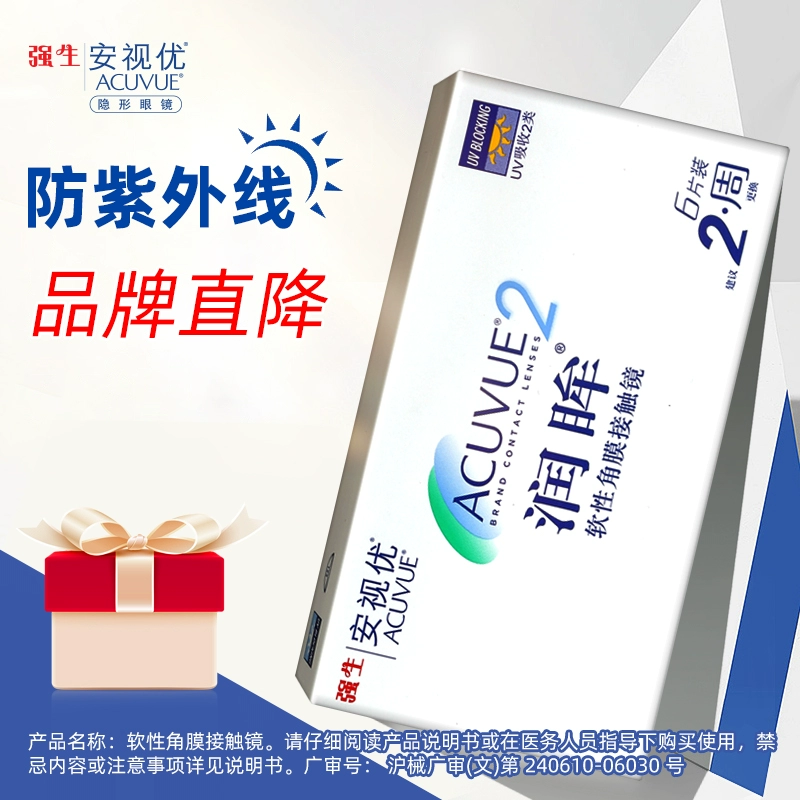 强生 安视优®
ACUVUE®
隐形眼镜
防紫外线
品牌直降
UV BLOCKING
UV吸收2类
6片装
建议 2·周 更换
ACUVUE®2
BRAND CONTACT LENSES
润眸®
软性角膜接触镜
强生 安视优®
ACUVUE®
产品名称：软性角膜接触镜。请仔细阅读产品说明书或在医务人员指导下购买使用，禁
忌内容或注意事项详见说明书。广审号： 沪械广审(文)第 240610-06030 号